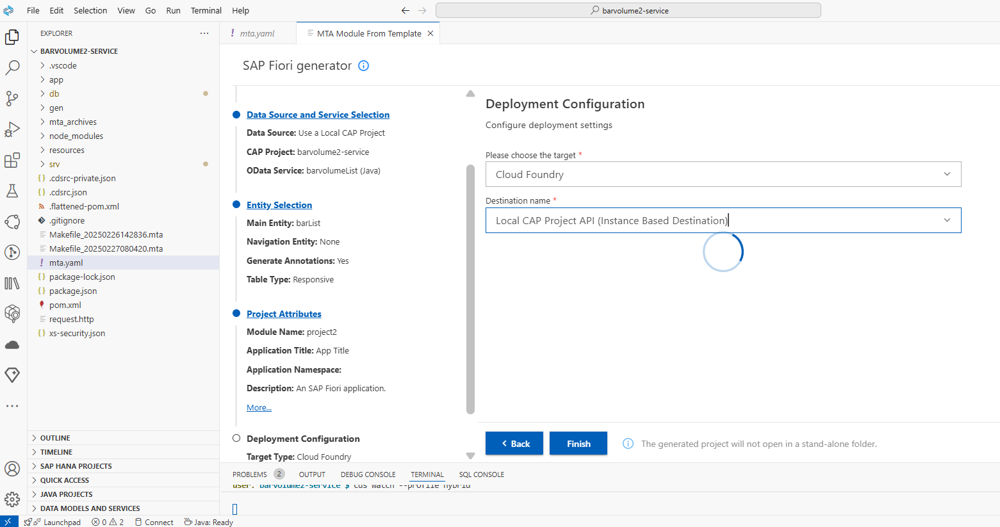 File Edit Selection View Go Run Terminal Help
barvolume2-service
EXPLORER
BARVOLUME2-SERVICE
.vscode
app
db
gen
mta_archives
node_modules
resources
srv
.cdsrc-private.json
.cdsrc.json
.flattened-pom.xml
.gitignore
Makefile_20250226142836.mta
Makefile_20250227080420.mta
mta.yaml
package-lock.json
package.json
pom.xml
request.http
xs-security.json
OUTLINE
TIMELINE
SAP HANA PROJECTS
QUICK ACCESS
JAVA PROJECTS
DATA MODELS AND SERVICES
mta.yaml
MTA Module From Template
SAP Fiori generator
Data Source and Service Selection
Data Source: Use a Local CAP Project
CAP Project: barvolume2-service
OData Service: barvolumeList (Java)
Entity Selection
Main Entity: barList
Navigation Entity: None
Generate Annotations: Yes
Table Type: Responsive
Project Attributes
Module Name: project2
Application Title: App Title
Application Namespace:
Description: An SAP Fiori application.
More...
Deployment Configuration
Target Type: Cloud Foundry
Deployment Configuration
Configure deployment settings
Please choose the target *
Cloud Foundry
Destination name *
Local CAP Project API (Instance Based Destination)
Back
Finish
The generated project will not open in a stand-alone folder.
PROBLEMS 2 OUTPUT DEBUG CONSOLE TERMINAL SQL CONSOLE
user: barvolume2-service $ cds watch --profile hybrid
Launchpad 0 2 Connect Java: Ready